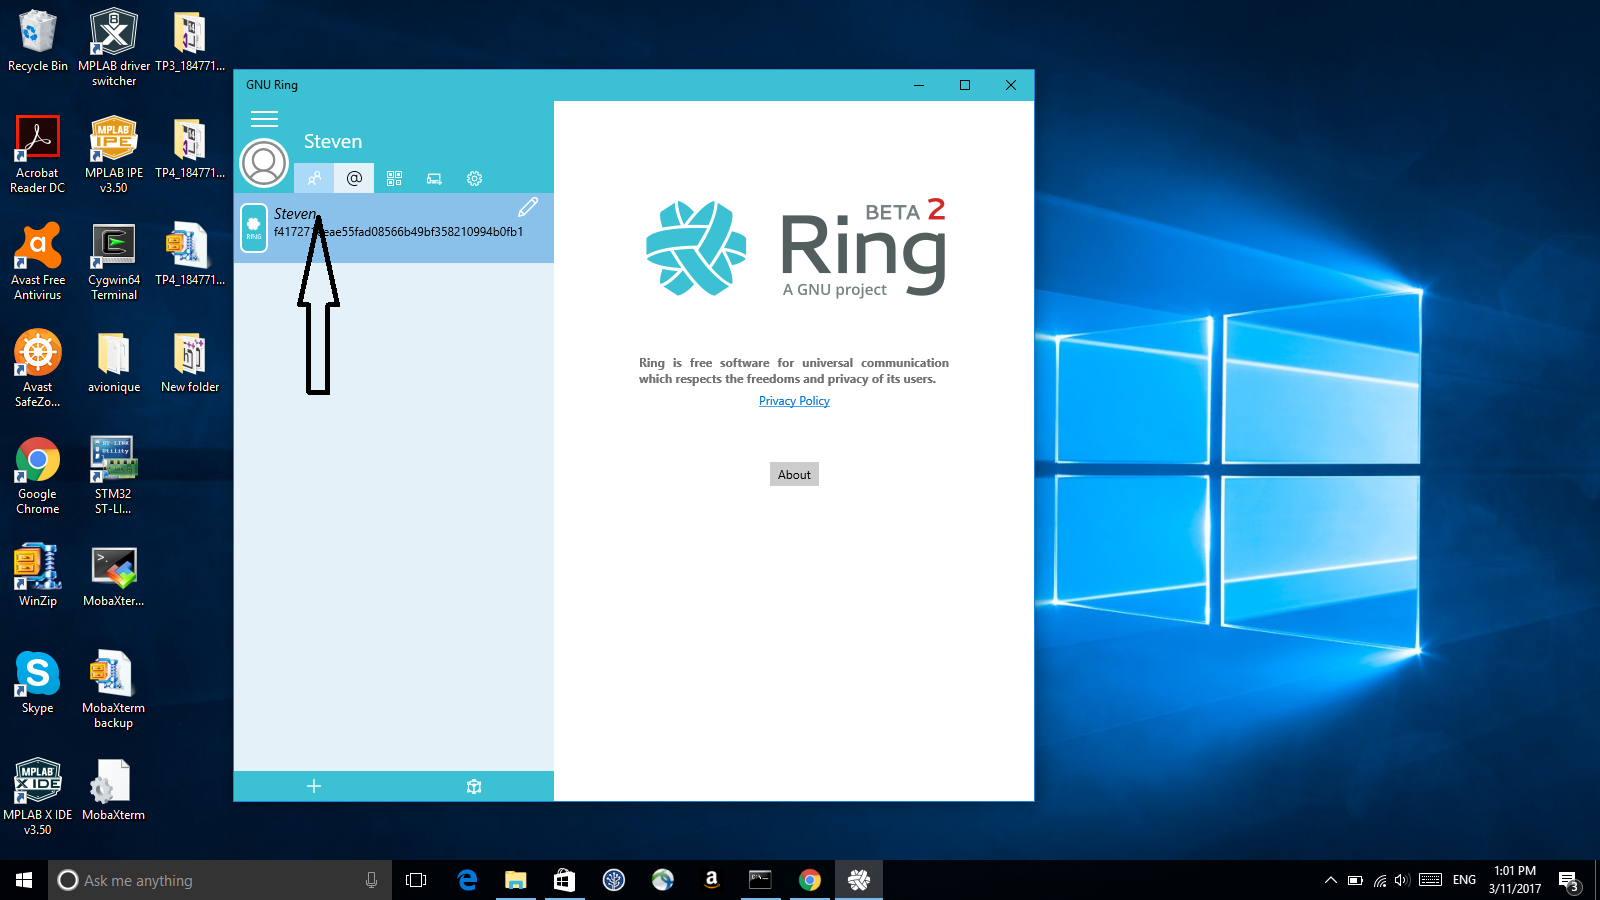 Recycle Bin
MPLAB driver
switcher
TP3_184771...
Acrobat
Reader DC
MPLAB IPE
v3.50
TP4_184771...
Avast Free
Antivirus
Cygwin64
Terminal
TP4_184771...
Avast
SafeZo...
avionique
New folder
Google
Chrome
STM32
ST-LI...
WinZip
MobaXter...
Skype
MobaXterm
backup
MPLAB X IDE
v3.50
MobaXterm
GNU Ring
Steven
@
Steven
RING
BETA 2
Ring
A GNU project
Ring is free software for universal communication
which respects the freedoms and privacy of its users.
Privacy Policy
About
Ask me anything
ENG
1:01 PM
3/11/2017
3